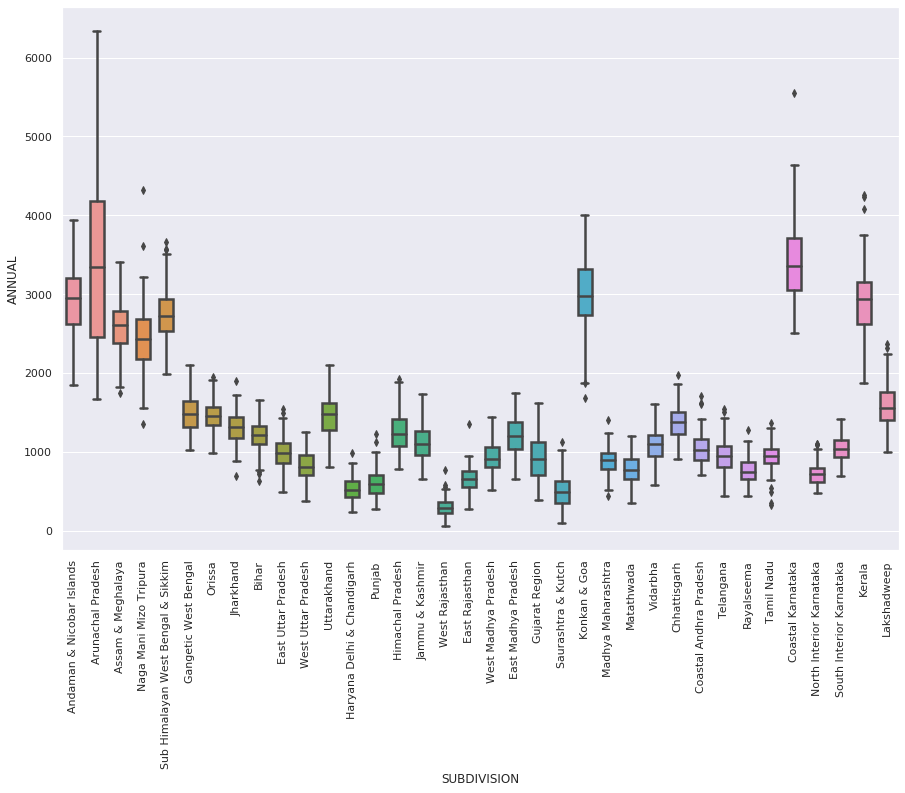 ANNUAL
6000
5000
4000
3000
2000
1000
0
Andaman & Nicobar Islands
Arunachal Pradesh
Assam & Meghalaya
Naga Mani Mizo Tripura
Sub Himalayan West Bengal & Sikkim
Gangetic West Bengal
Orissa
Jharkhand
Bihar
East Uttar Pradesh
West Uttar Pradesh
Uttarakhand
Haryana Delhi & Chandigarh
Punjab
Himachal Pradesh
Jammu & Kashmir
West Rajasthan
East Rajasthan
West Madhya Pradesh
East Madhya Pradesh
Gujarat Region
Saurashtra & Kutch
Konkan & Goa
Madhya Maharashtra
Matathwada
Vidarbha
Chhattisgarh
Coastal Andhra Pradesh
Telangana
Rayalseema
Tamil Nadu
Coastal Karnataka
North Interior Karnataka
South Interior Karnataka
Kerala
Lakshadweep
SUBDIVISION